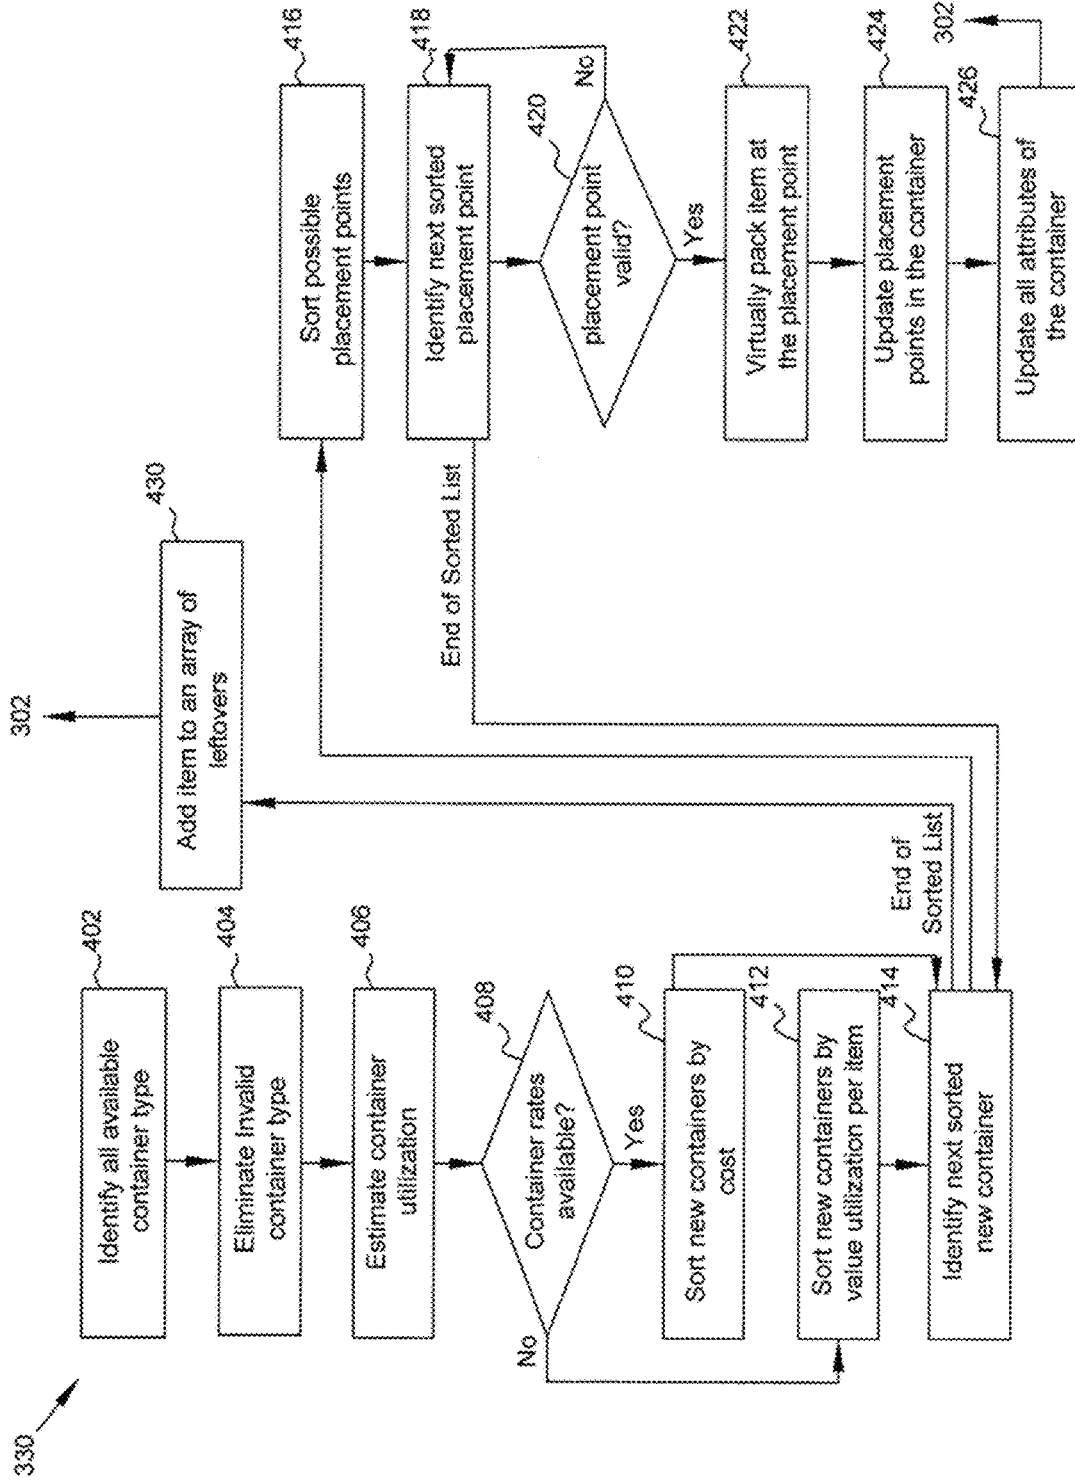 330
402
Identify all available
container type
404
Eliminate Invalid
container type
406
Estimate container
utilization
408
Container rates
available?
No
Yes
410
Sort new containers by
cost
412
Sort new containers by
value utilization per item
414
Identify next sorted
new container
End of
Sorted List
302
430
Add item to an array of
leftovers
End of Sorted List
416
Sort possible
placement points
418
Identify next sorted
placement point
420
placement point
valid?
No
Yes
422
Virtually pack item at
the placement point
424
Update placement
points in the container
426
302
Update all attributes of
the container